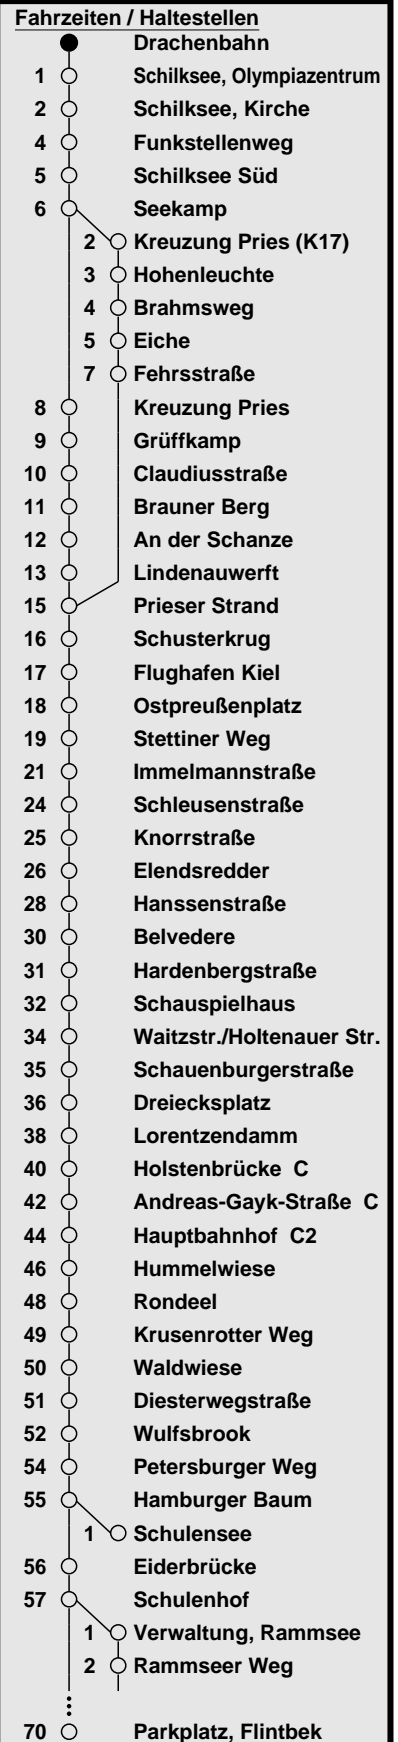 Fahrzeiten / Haltestellen
Drachenbahn
1 Schilksee, Olympiazentrum
2 Schilksee, Kirche
4 Funkstellenweg
5 Schilksee Süd
6 Seekamp
2 Kreuzung Pries (K17)
3 Hohenleuchte
4 Brahmsweg
5 Eiche
7 Fehrsstraße
8 Kreuzung Pries
9 Grüffkamp
10 Claudiusstraße
11 Brauner Berg
12 An der Schanze
13 Lindenauwerft
15 Prieser Strand
16 Schusterkrug
17 Flughafen Kiel
18 Ostpreußenplatz
19 Stettiner Weg
21 Immelmannstraße
24 Schleusenstraße
25 Knorrstraße
26 Elendsredder
28 Hanssenstraße
30 Belvedere
31 Hardenbergstraße
32 Schauspielhaus
34 Waitzstr./Holtenauer Str.
35 Schauenburgerstraße
36 Dreiecksplatz
38 Lorentzendamm
40 Holstenbrücke C
42 Andreas-Gayk-Straße C
44 Hauptbahnhof C2
46 Hummelwiese
48 Rondeel
49 Krusenrotter Weg
50 Waldwiese
51 Diesterwegstraße
52 Wulfsbrook
54 Petersburger Weg
55 Hamburger Baum
1 Schulensee
56 Eiderbrücke
57 Schulenhof
1 Verwaltung, Rammsee
2 Rammseer Weg
70 Parkplatz, Flintbek